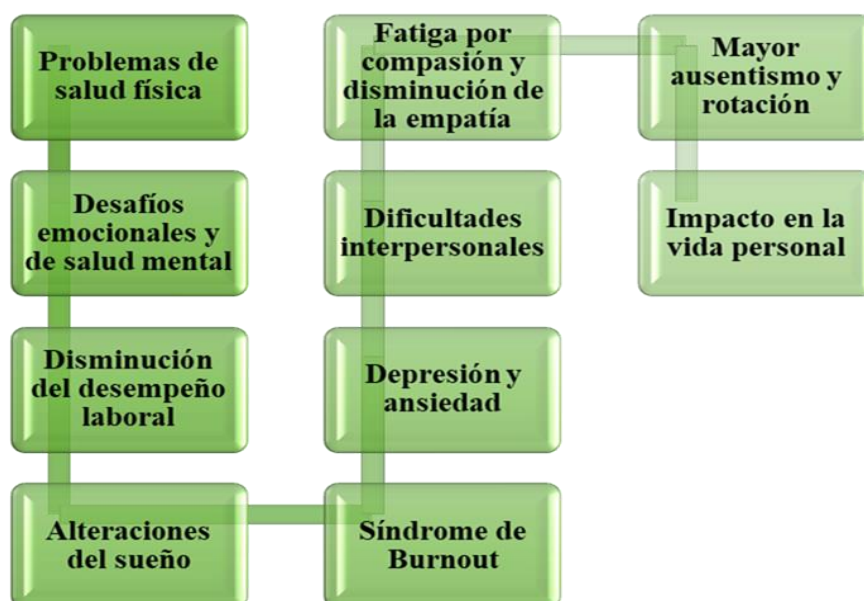 Problemas de
salud física
Desafíos
emocionales y
de salud mental
Disminución
del desempeño
laboral
Alteraciones
del sueño
Síndrome de
Burnout
Depresión y
ansiedad
Dificultades
interpersonales
Fatiga por
compasión y
disminución de
la empatía
Mayor
ausentismo y
rotación
Impacto en la
vida personal